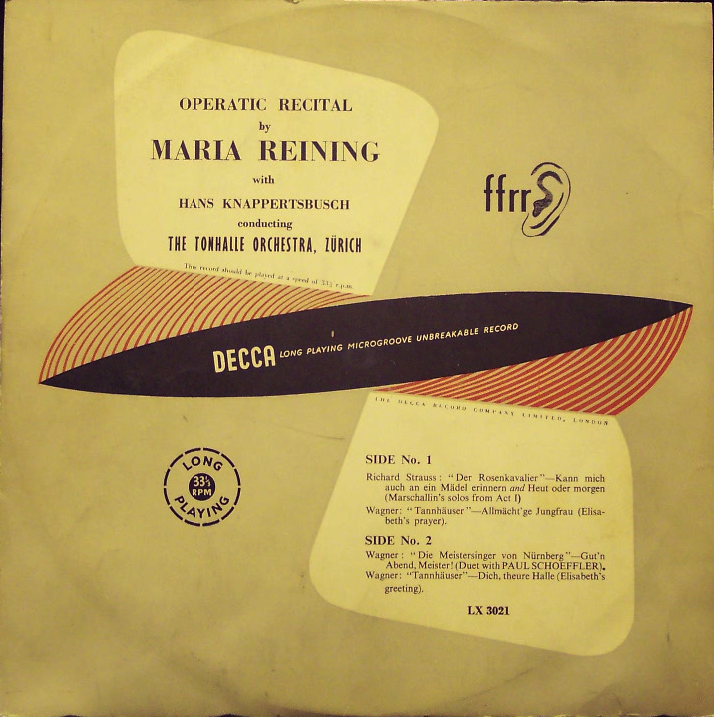 OPERATIC RECITAL
by
MARIA REINING
with
HANS KNAPPERTSBUSCH
conducting
THE TONHALLE ORCHESTRA, ZÜRICH
This record should be played at a speed of 33⅓ r.p.m.
ffrr
DECCA LONG PLAYING MICROGROOVE UNBREAKABLE RECORD
THE DECCA RECORD COMPANY LIMITED, LONDON
LONG
33⅓
RPM
PLAYING
SIDE No. 1
Richard Strauss: "Der Rosenkavalier"—Kann mich
auch an ein Mädel erinnern and Heut oder morgen
(Marschallin's solos from Act I)
Wagner: "Tannhäuser"—Allmächt'ge Jungfrau (Elisa-
beth's prayer).
SIDE No. 2
Wagner: "Die Meistersinger von Nürnberg"—Gut'n
Abend, Meister! (Duet with PAUL SCHOEFFLER).
Wagner: "Tannhäuser"—Dich, theure Halle (Elisabeth's
greeting).
LX 3021